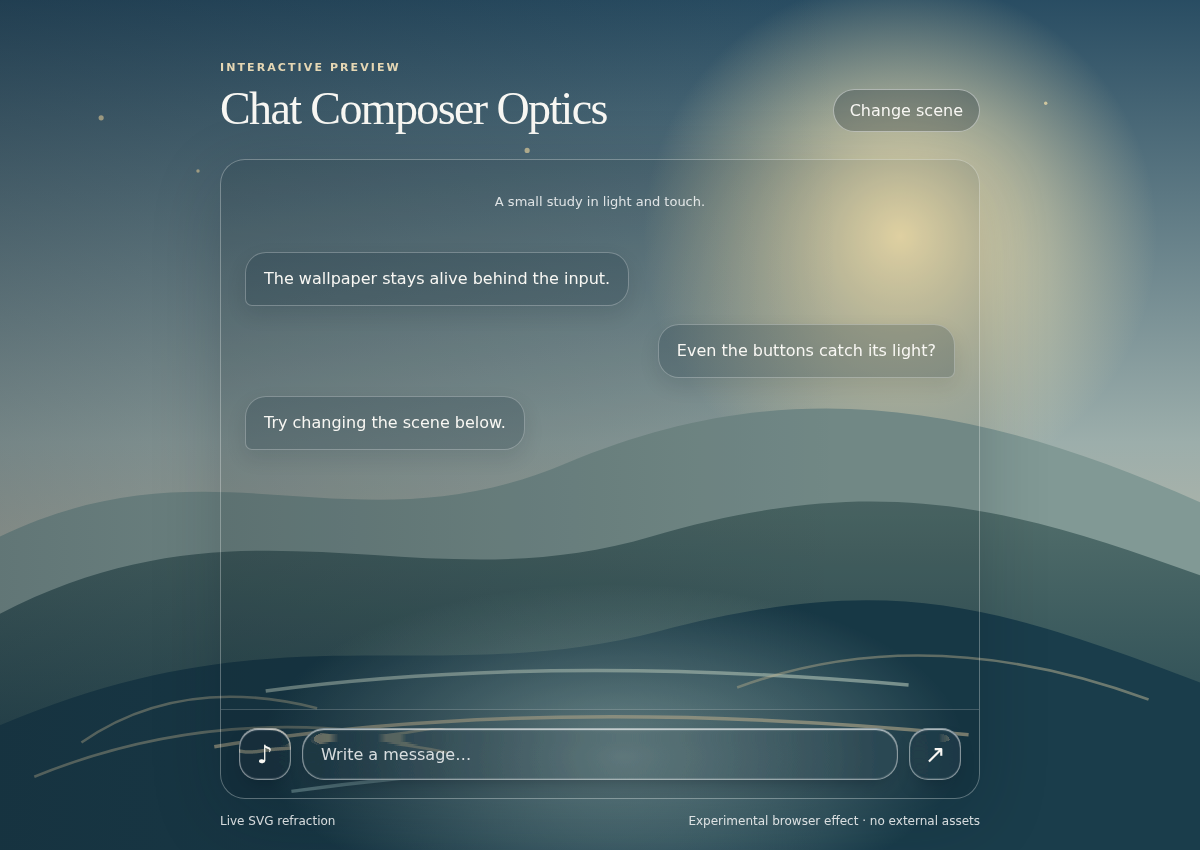 INTERACTIVE PREVIEW
Chat Composer Optics
Change scene
A small study in light and touch.
The wallpaper stays alive behind the input.
Even the buttons catch its light?
Try changing the scene below.
♪
Write a message…
↗
Live SVG refraction
Experimental browser effect · no external assets